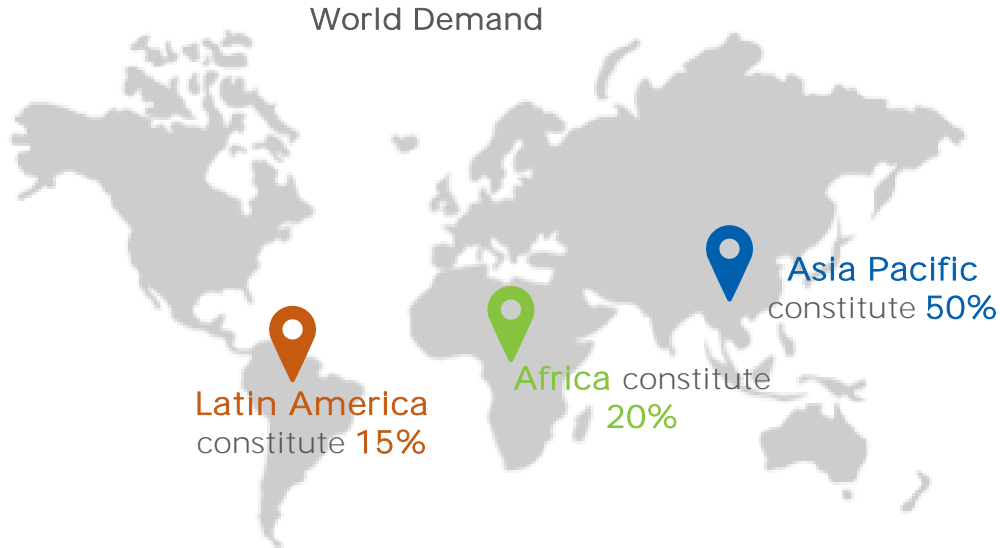 World Demand
Asia Pacific
constitute 50%
Africa constitute
20%
Latin America
constitute 15%